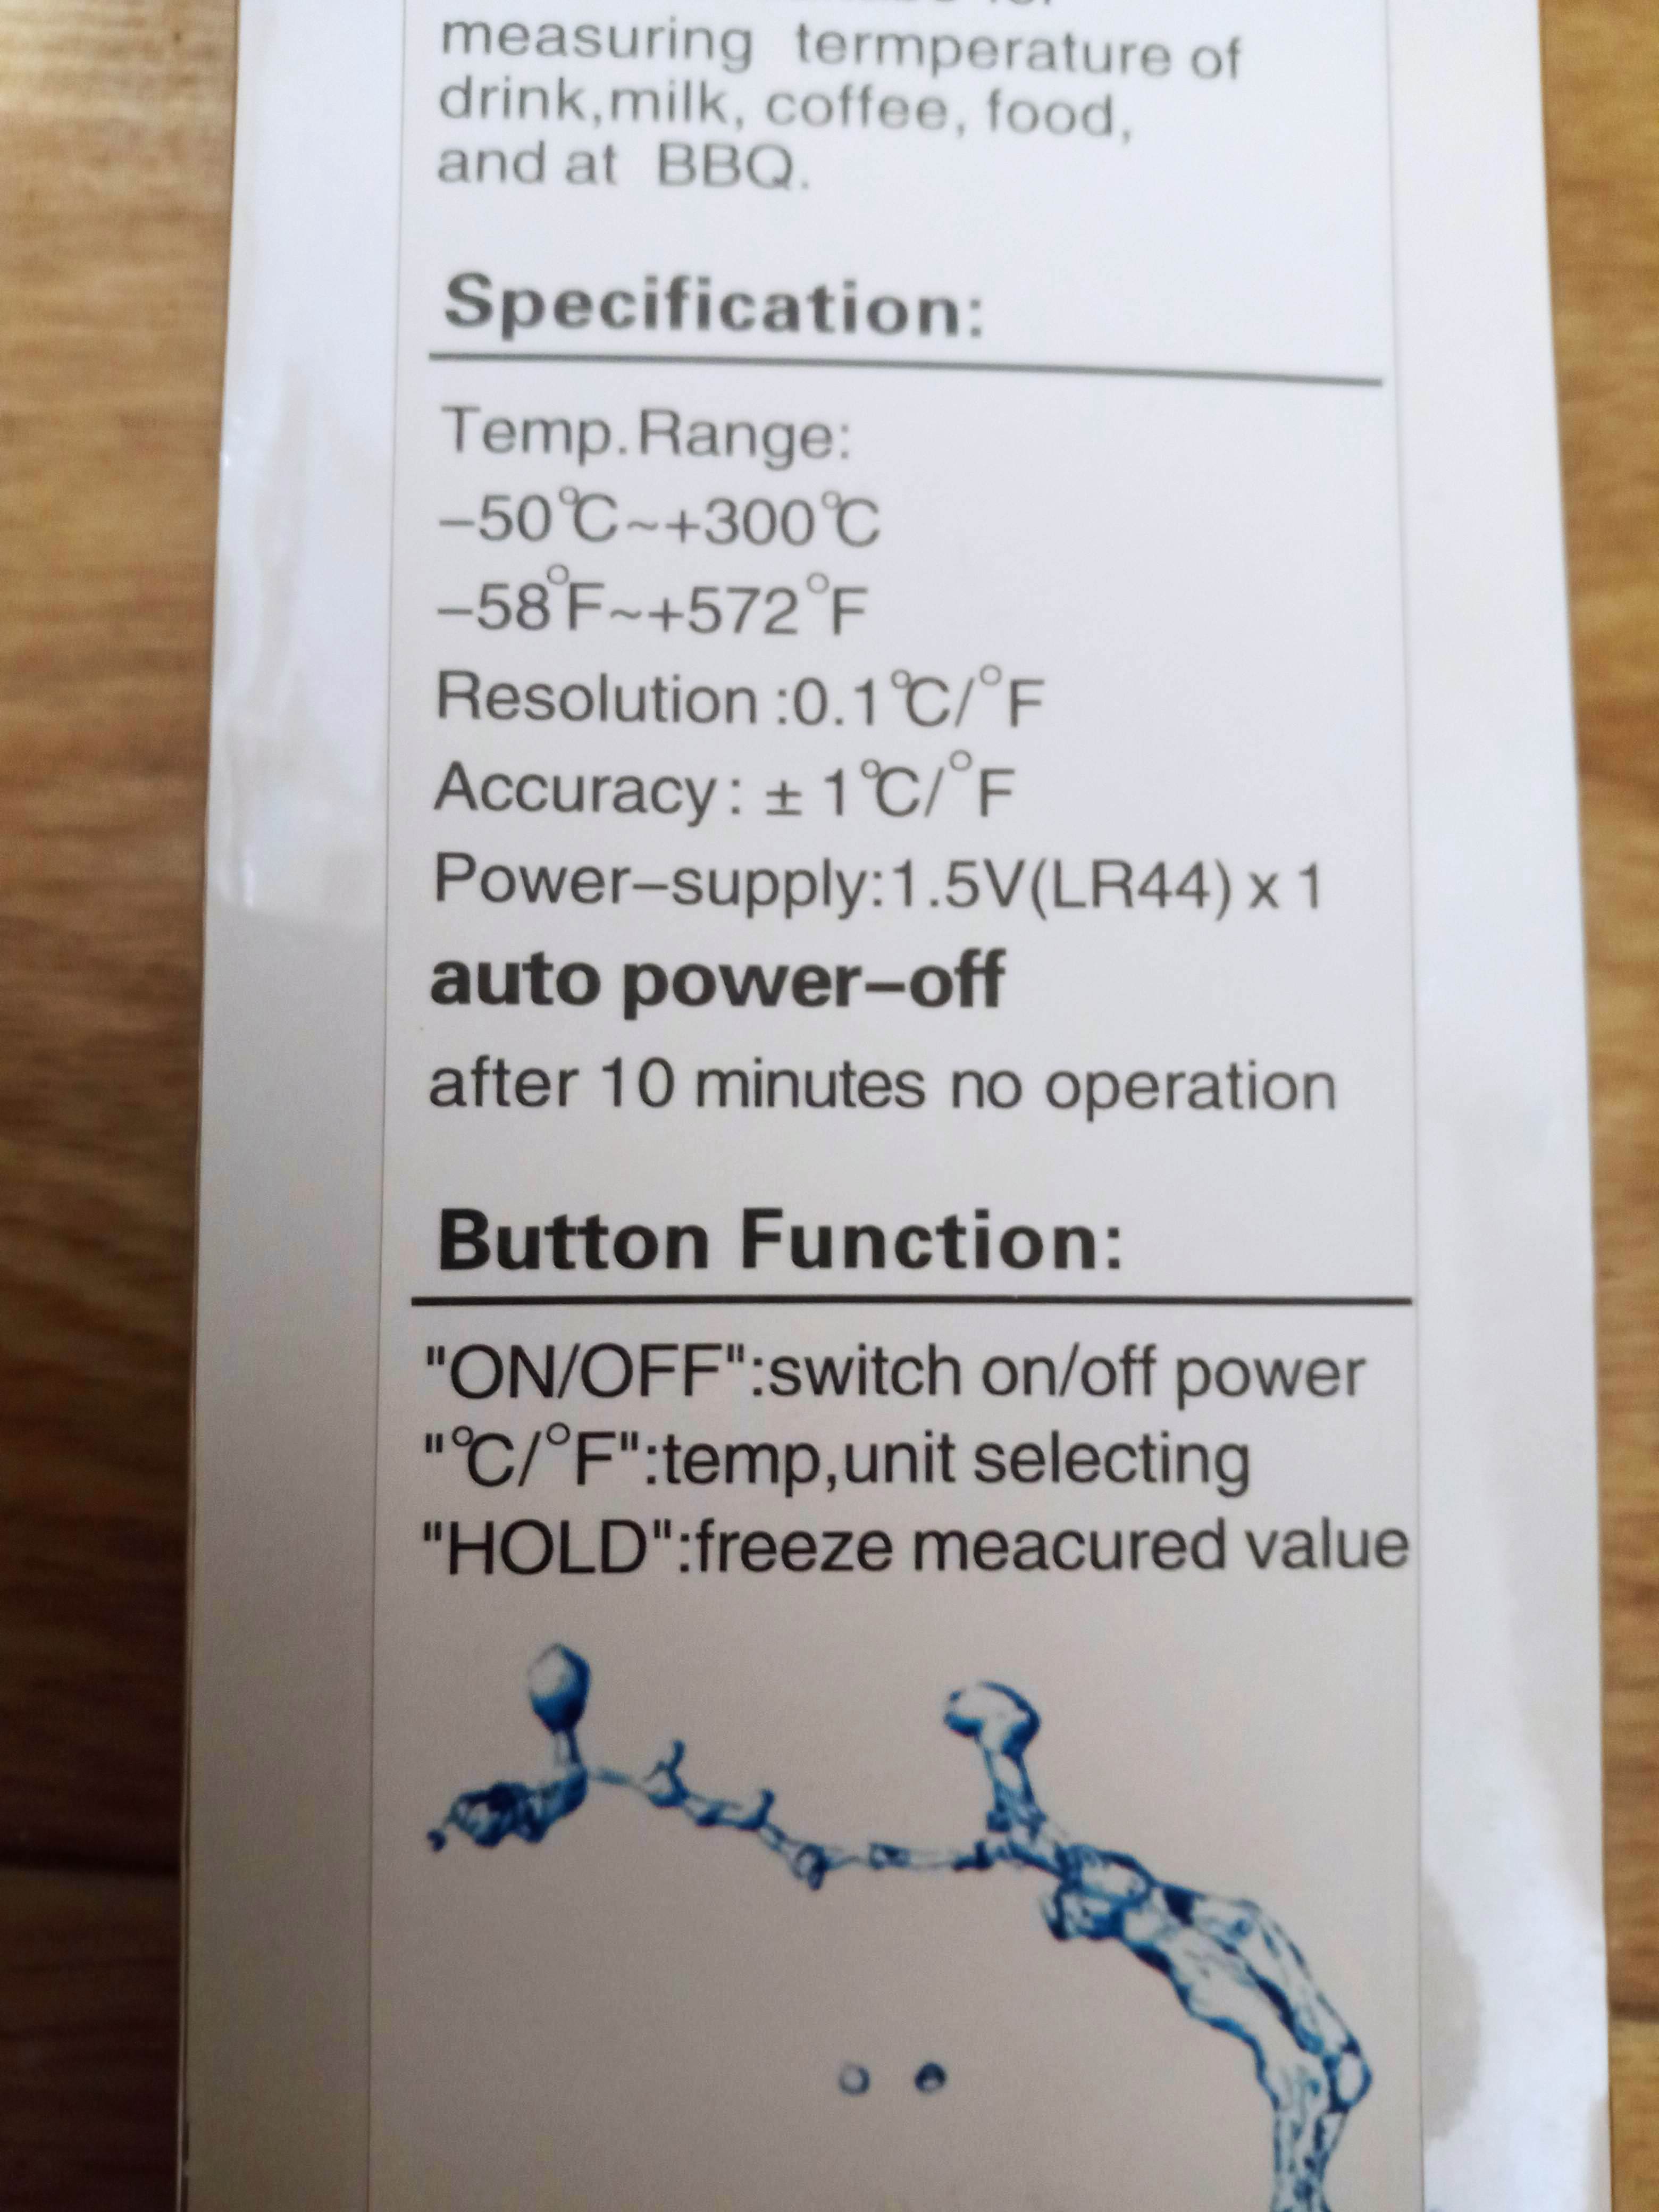 measuring termperature of
drink,milk, coffee, food,
and at BBQ.
Specification:
Temp.Range:
–50℃~+300℃
–58°F~+572°F
Resolution :0.1℃/°F
Accuracy: ± 1℃/°F
Power–supply:1.5V(LR44) x 1
auto power–off
after 10 minutes no operation
Button Function:
"ON/OFF":switch on/off power
"℃/°F":temp,unit selecting
"HOLD":freeze meacured value